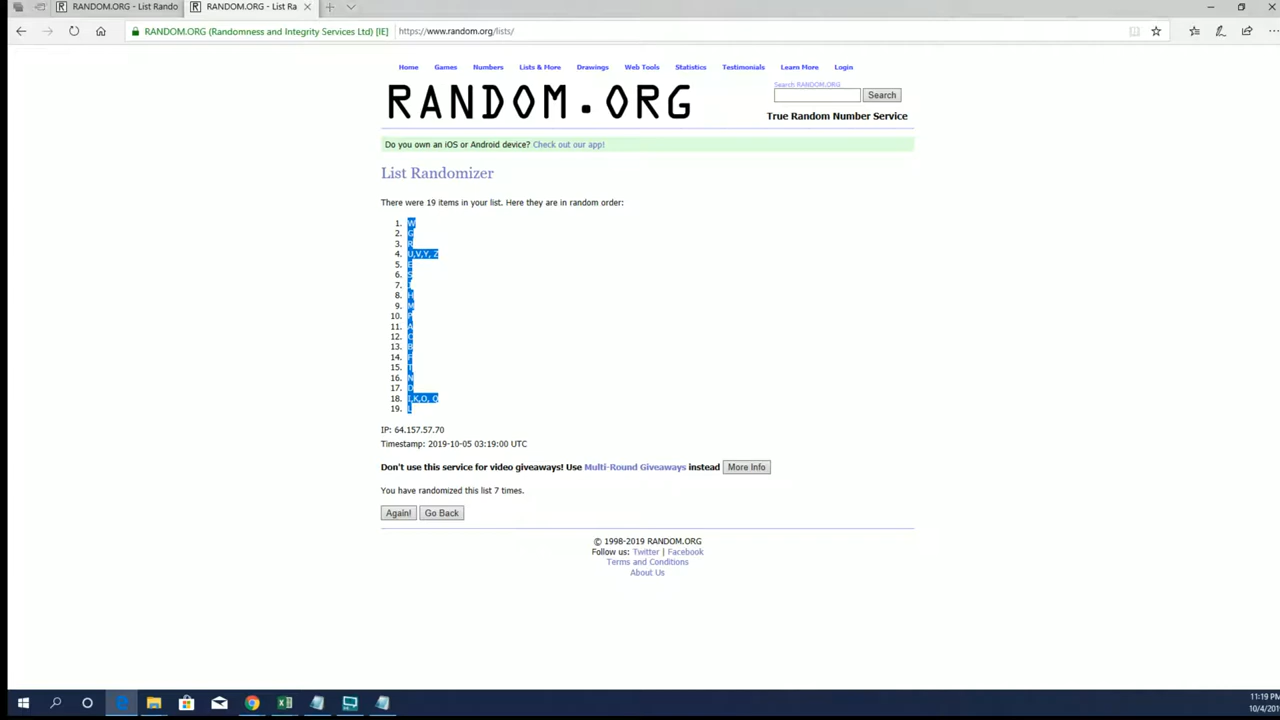 RANDOM.ORG - List Rando
RANDOM.ORG - List Ra
RANDOM.ORG (Randomness and Integrity Services Ltd) [IE]
https://www.random.org/lists/
Home Games Numbers Lists & More Drawings Web Tools Statistics Testimonials Learn More Login
RANDOM.ORG
Search RANDOM.ORG
Search
True Random Number Service
Do you own an iOS or Android device? Check out our app!
List Randomizer
There were 19 items in your list. Here they are in random order:
1. W
2. G
3. R
4. U,V,Y, Z
5. E
6. S
7. J
8. H
9. M
10. P
11. A
12. C
13. B
14. F
15. T
16. N
17. D
18. I,K,O, Q
19. L
IP: 64.157.57.70
Timestamp: 2019-10-05 03:19:00 UTC
Don't use this service for video giveaways! Use Multi-Round Giveaways instead More Info
You have randomized this list 7 times.
Again! Go Back
© 1998-2019 RANDOM.ORG
Follow us: Twitter | Facebook
Terms and Conditions
About Us
11:19 PM
10/4/201